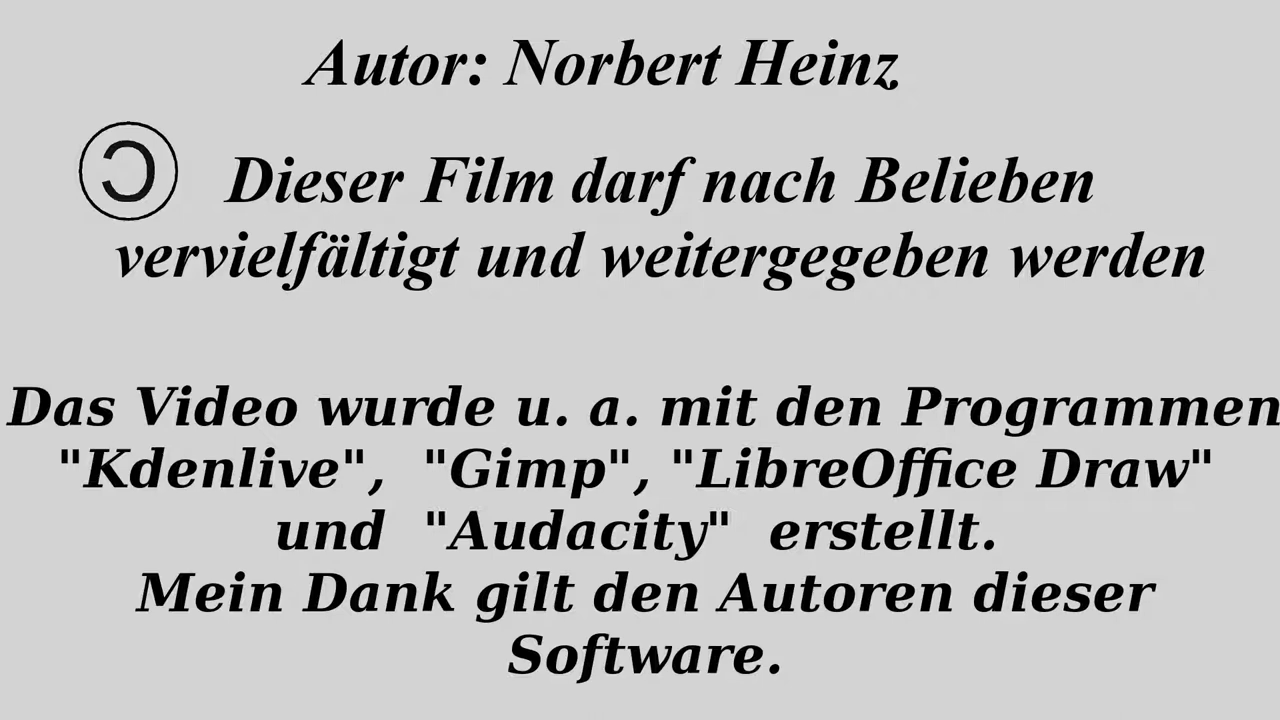 Autor: Norbert Heinz
Ɔ Dieser Film darf nach Belieben
vervielfältigt und weitergegeben werden
Das Video wurde u. a. mit den Programmen
"Kdenlive", "Gimp", "LibreOffice Draw"
und "Audacity" erstellt.
Mein Dank gilt den Autoren dieser
Software.